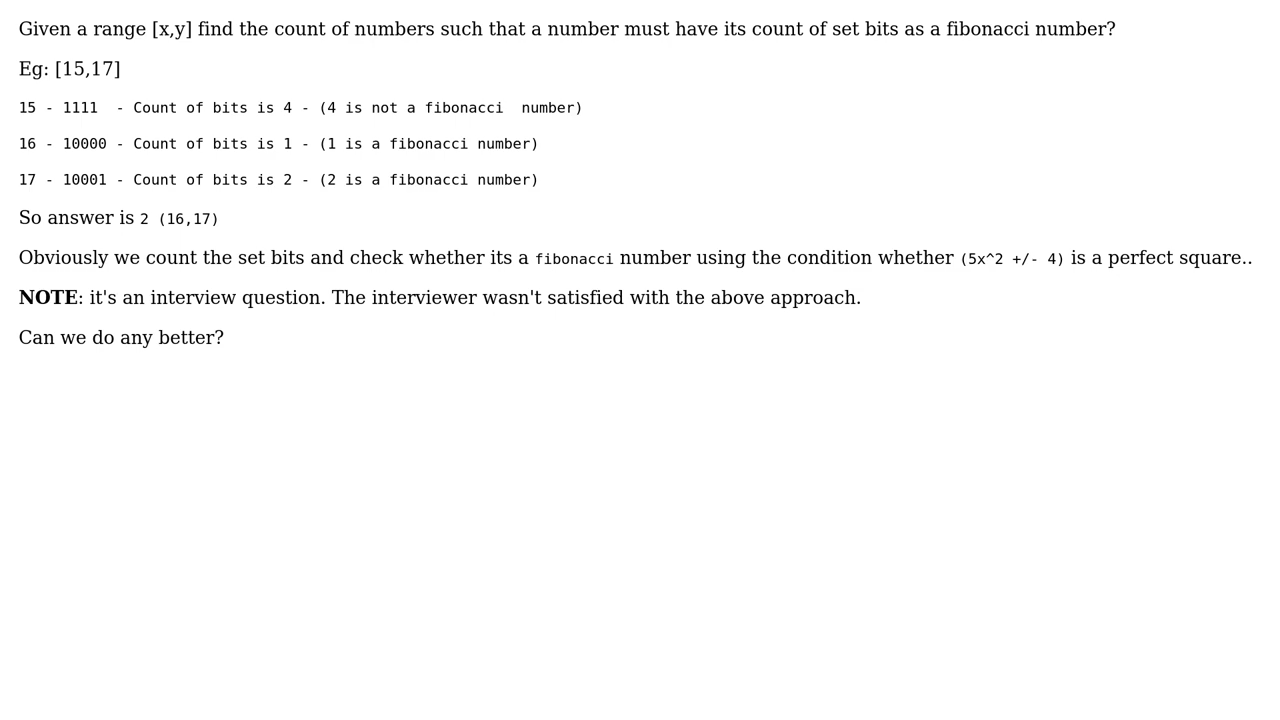 Given a range [x,y] find the count of numbers such that a number must have its count of set bits as a fibonacci number?
Eg: [15,17]
15 - 1111  - Count of bits is 4 - (4 is not a fibonacci  number)
16 - 10000 - Count of bits is 1 - (1 is a fibonacci number)
17 - 10001 - Count of bits is 2 - (2 is a fibonacci number)
So answer is 2 (16,17)
Obviously we count the set bits and check whether its a fibonacci number using the condition whether (5x^2 +/- 4) is a perfect square..
NOTE: it's an interview question. The interviewer wasn't satisfied with the above approach.
Can we do any better?